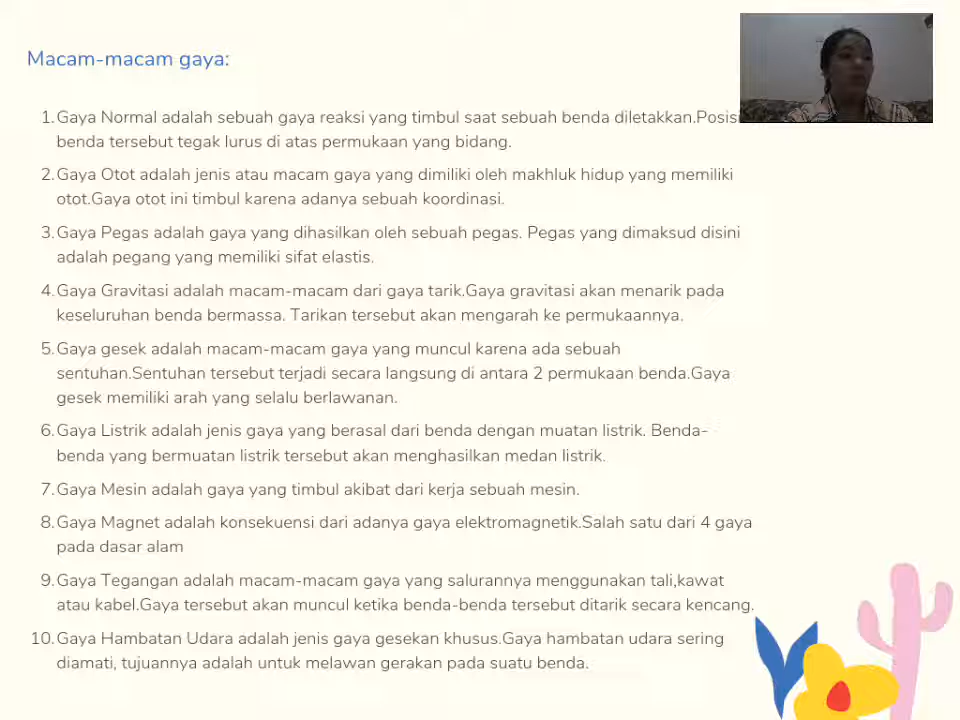 Macam-macam gaya:
1. Gaya Normal adalah sebuah gaya reaksi yang timbul saat sebuah benda diletakkan.Posisi
benda tersebut tegak lurus di atas permukaan yang bidang.
2. Gaya Otot adalah jenis atau macam gaya yang dimiliki oleh makhluk hidup yang memiliki
otot.Gaya otot ini timbul karena adanya sebuah koordinasi.
3. Gaya Pegas adalah gaya yang dihasilkan oleh sebuah pegas. Pegas yang dimaksud disini
adalah pegang yang memiliki sifat elastis.
4. Gaya Gravitasi adalah macam-macam dari gaya tarik.Gaya gravitasi akan menarik pada
keseluruhan benda bermassa. Tarikan tersebut akan mengarah ke permukaannya.
5. Gaya gesek adalah macam-macam gaya yang muncul karena ada sebuah
sentuhan.Sentuhan tersebut terjadi secara langsung di antara 2 permukaan benda.Gaya
gesek memiliki arah yang selalu berlawanan.
6. Gaya Listrik adalah jenis gaya yang berasal dari benda dengan muatan listrik. Benda-
benda yang bermuatan listrik tersebut akan menghasilkan medan listrik.
7. Gaya Mesin adalah gaya yang timbul akibat dari kerja sebuah mesin.
8. Gaya Magnet adalah konsekuensi dari adanya gaya elektromagnetik.Salah satu dari 4 gaya
pada dasar alam
9. Gaya Tegangan adalah macam-macam gaya yang salurannya menggunakan tali,kawat
atau kabel.Gaya tersebut akan muncul ketika benda-benda tersebut ditarik secara kencang.
10. Gaya Hambatan Udara adalah jenis gaya gesekan khusus.Gaya hambatan udara sering
diamati, tujuannya adalah untuk melawan gerakan pada suatu benda.